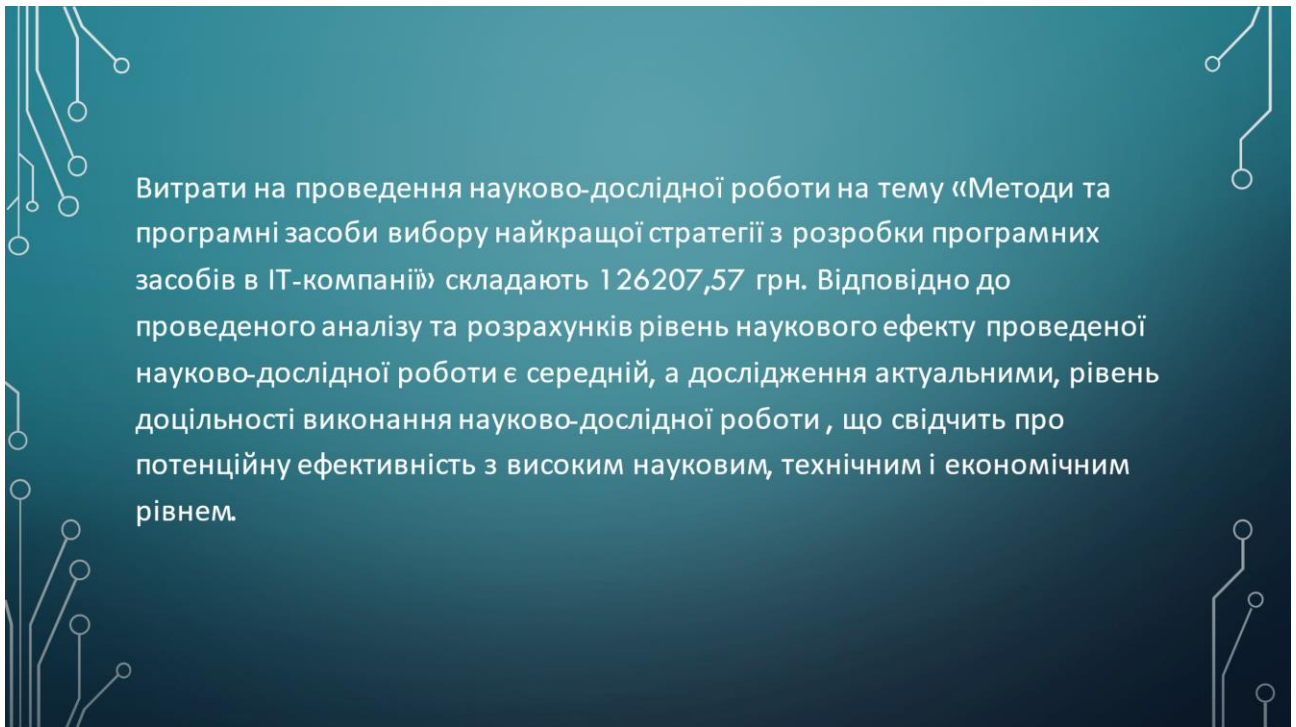 Витрати на проведення науково-дослідної роботи на тему «Методи та
програмні засоби вибору найкращої стратегії з розробки програмних
засобів в ІТ-компанії» складають 126207,57 грн. Відповідно до
проведеного аналізу та розрахунків рівень наукового ефекту проведеної
науково-дослідної роботи є середній, а дослідження актуальними, рівень
доцільності виконання науково-дослідної роботи , що свідчить про
потенційну ефективність з високим науковим, технічним і економічним
рівнем.